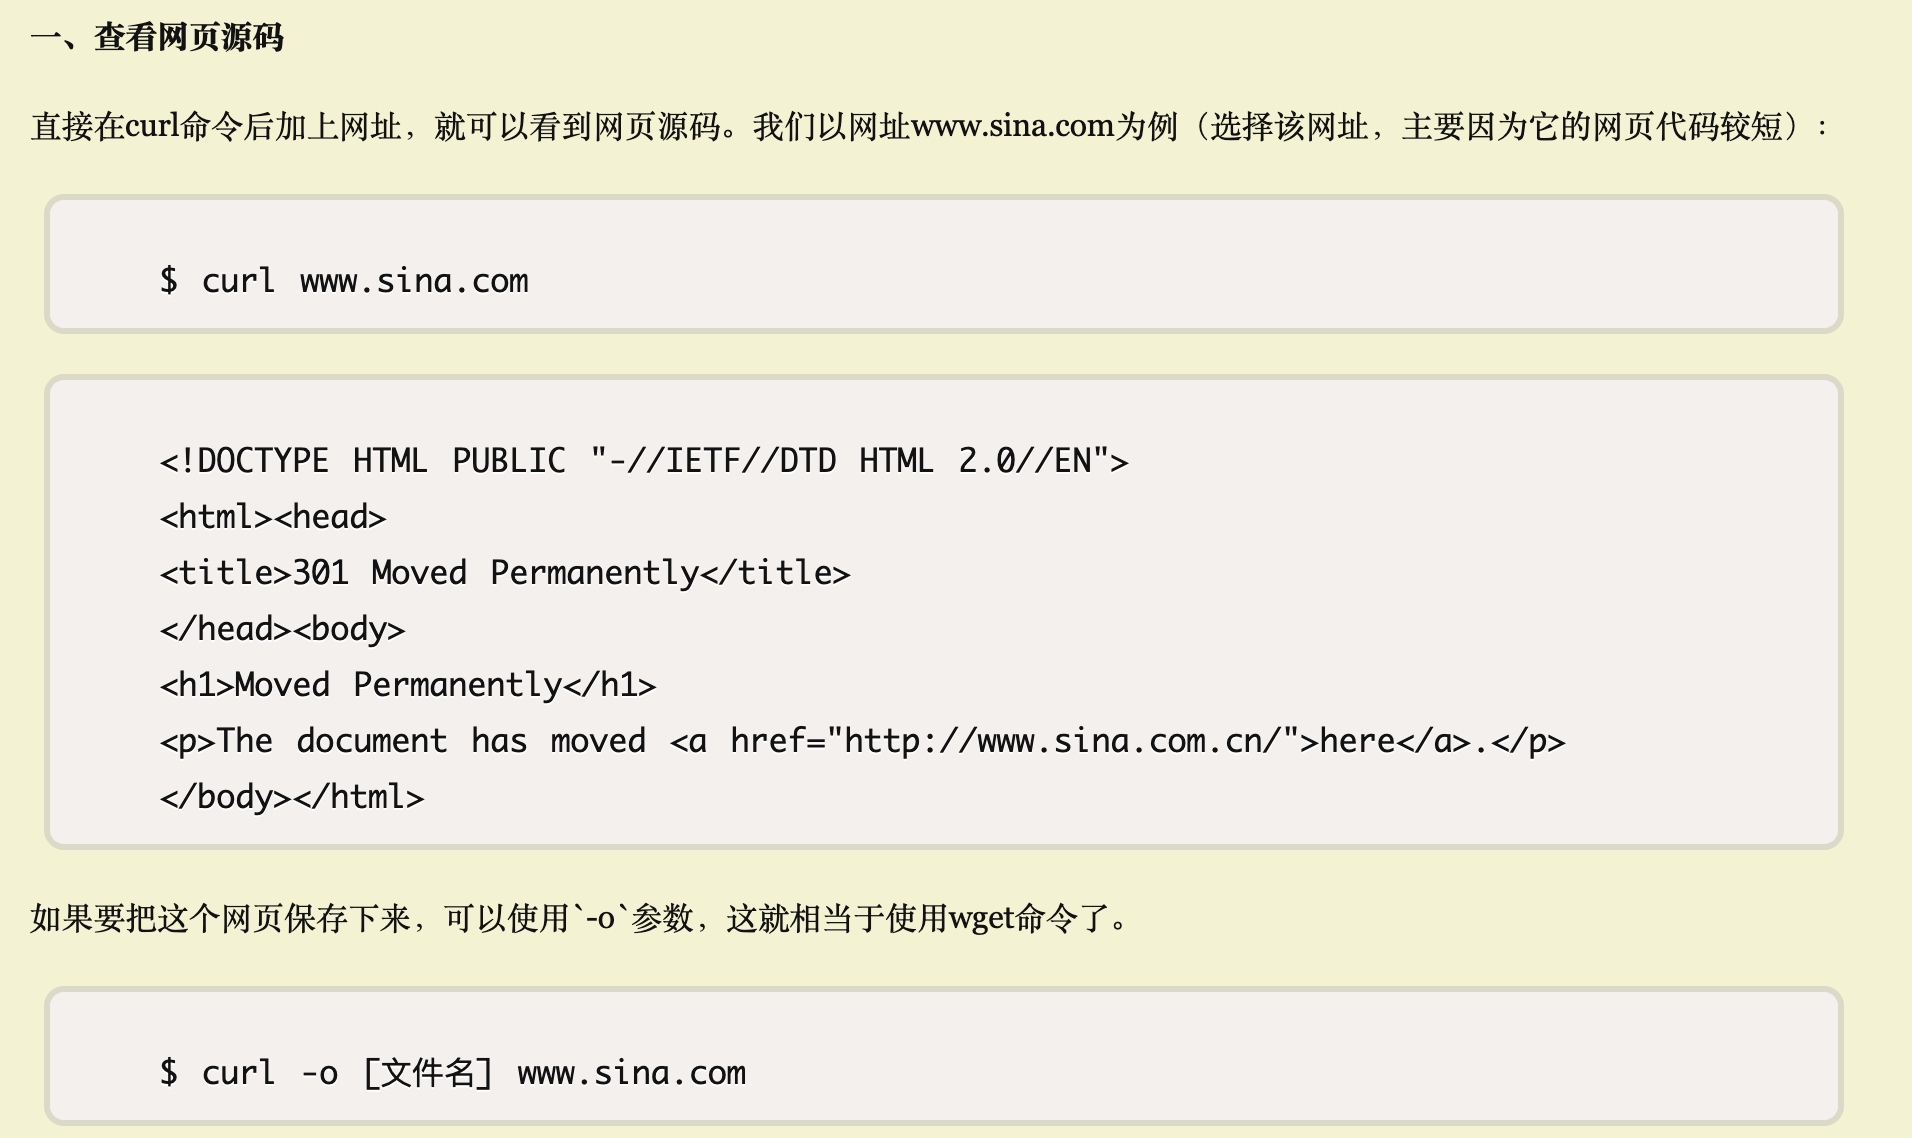 一、查看网页源码
直接在curl命令后加上网址，就可以看到网页源码。我们以网址www.sina.com为例（选择该网址，主要因为它的网页代码较短）：
$ curl www.sina.com
<!DOCTYPE HTML PUBLIC "-//IETF//DTD HTML 2.0//EN">
<html><head>
<title>301 Moved Permanently</title>
</head><body>
<h1>Moved Permanently</h1>
<p>The document has moved <a href="http://www.sina.com.cn/">here</a>.</p>
</body></html>
如果要把这个网页保存下来，可以使用`-o`参数，这就相当于使用wget命令了。
$ curl -o [文件名] www.sina.com